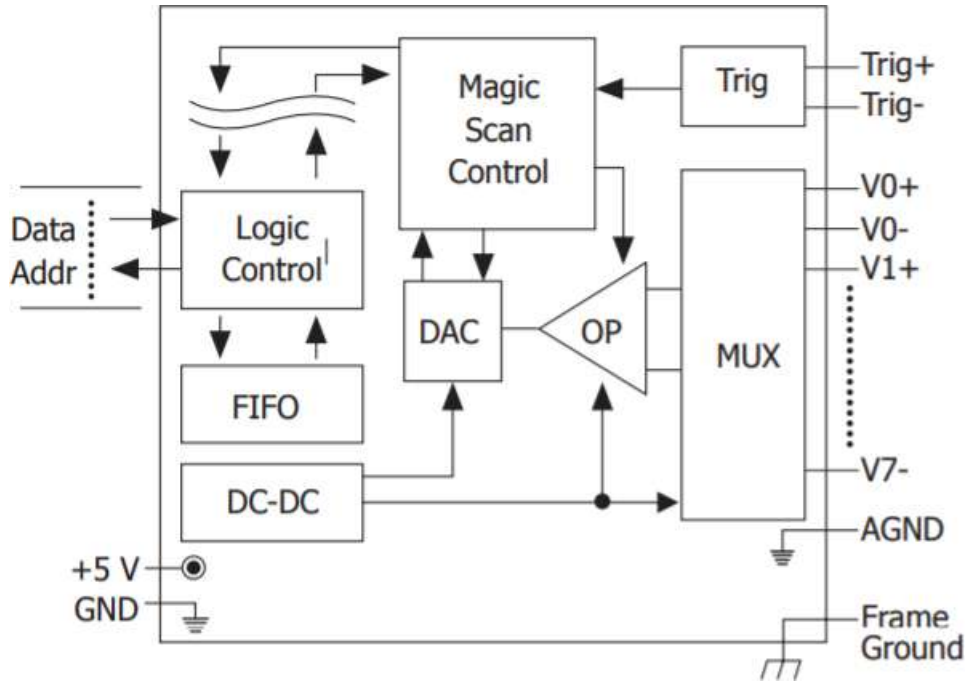 Magic
Scan
Control
Trig
Trig+
Trig-
Data
Addr
Logic
Control
V0+
V0-
V1+
DAC
OP
MUX
FIFO
DC-DC
V7-
AGND
+5 V
GND
Frame
Ground